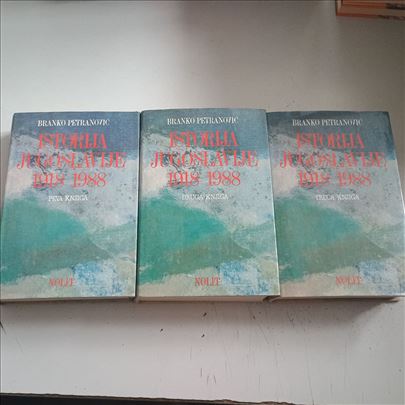 BRANKO PETRANOVIĆ
ISTORIJA
JUGOSLAVIJE
1918-1988
PRVA KNJIGA
NOLIT
BRANKO PETRANOVIĆ
ISTORIJA
JUGOSLAVIJE
1918-1988
DRUGA KNJIGA
NOLIT
BRANKO PETRANOVIĆ
ISTORIJA
JUGOSLAVIJE
1918-1988
TREĆA KNJIGA
NOLIT